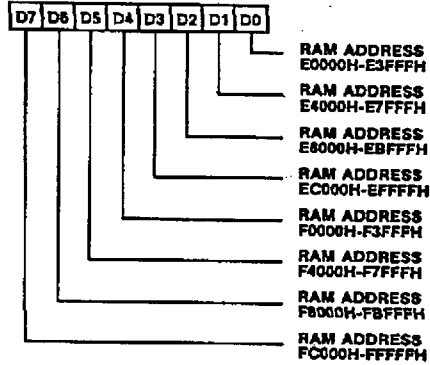 D7 D6 D5 D4 D3 D2 D1 D0
RAM ADDRESS
E0000H-E3FFFH
RAM ADDRESS
E4000H-E7FFFH
RAM ADDRESS
E8000H-EBFFFH
RAM ADDRESS
EC000H-EFFFFH
RAM ADDRESS
F0000H-F3FFFH
RAM ADDRESS
F4000H-F7FFFH
RAM ADDRESS
F8000H-FBFFFH
RAM ADDRESS
FC000H-FFFFFH